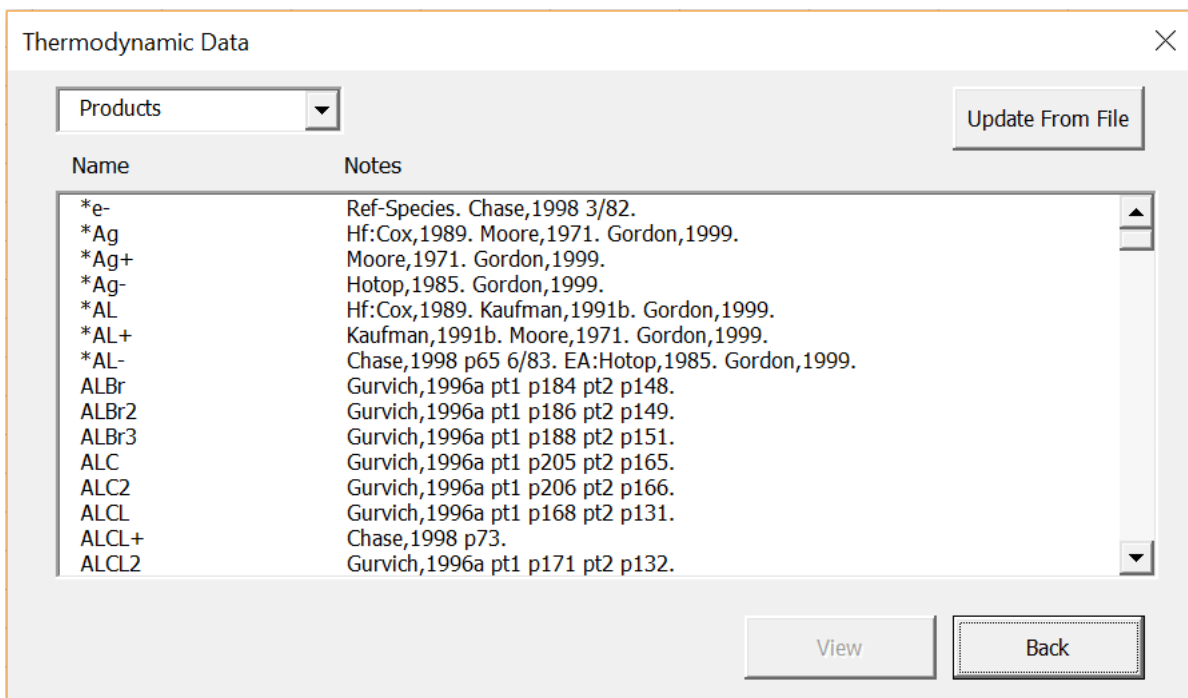 Thermodynamic Data
Products
Update From File
Name Notes
*e- Ref-Species. Chase,1998 3/82.
*Ag Hf:Cox,1989. Moore,1971. Gordon,1999.
*Ag+ Moore,1971. Gordon,1999.
*Ag- Hotop,1985. Gordon,1999.
*AL Hf:Cox,1989. Kaufman,1991b. Gordon,1999.
*AL+ Kaufman,1991b. Moore,1971. Gordon,1999.
*AL- Chase,1998 p65 6/83. EA:Hotop,1985. Gordon,1999.
ALBr Gurvich,1996a pt1 p184 pt2 p148.
ALBr2 Gurvich,1996a pt1 p186 pt2 p149.
ALBr3 Gurvich,1996a pt1 p188 pt2 p151.
ALC Gurvich,1996a pt1 p205 pt2 p165.
ALC2 Gurvich,1996a pt1 p206 pt2 p166.
ALCL Gurvich,1996a pt1 p168 pt2 p131.
ALCL+ Chase,1998 p73.
ALCL2 Gurvich,1996a pt1 p171 pt2 p132.
View Back